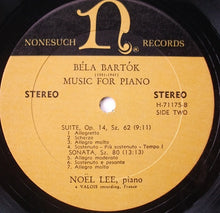 NONESUCH n RECORDS
BÉLA BARTÓK
(1881-1945)
MUSIC FOR PIANO
STEREO STEREO
H-71175-B
SIDE TWO
SUITE, Op. 14, Sz. 62 (9:11)
1. Allegretto
2. Scherzo
3. Allegro molto
4. Sostenuto
SONATA, Sz. 80 (13:13)
1. Allegro moderato
2. Sostenuto e pesante
3. Allegro molto
NOËL LEE, piano
a VALOIS recording, France